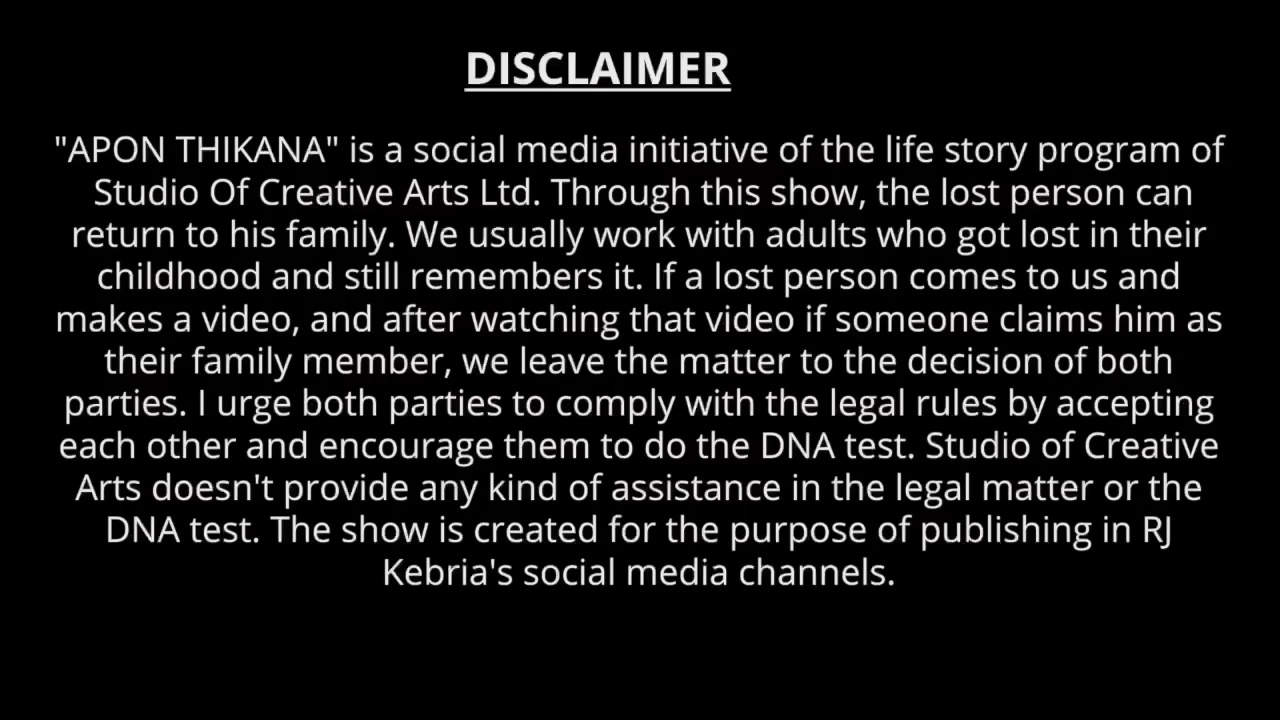 DISCLAIMER
"APON THIKANA" is a social media initiative of the life story program of
Studio Of Creative Arts Ltd. Through this show, the lost person can
return to his family. We usually work with adults who got lost in their
childhood and still remembers it. If a lost person comes to us and
makes a video, and after watching that video if someone claims him as
their family member, we leave the matter to the decision of both
parties. I urge both parties to comply with the legal rules by accepting
each other and encourage them to do the DNA test. Studio of Creative
Arts doesn't provide any kind of assistance in the legal matter or the
DNA test. The show is created for the purpose of publishing in RJ
Kebria's social media channels.